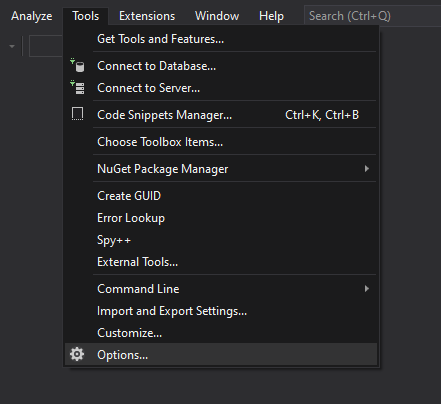 Analyze Tools Extensions Window Help Search (Ctrl+Q)
Get Tools and Features...
Connect to Database...
Connect to Server...
Code Snippets Manager... Ctrl+K, Ctrl+B
Choose Toolbox Items...
NuGet Package Manager
Create GUID
Error Lookup
Spy++
External Tools...
Command Line
Import and Export Settings...
Customize...
Options...